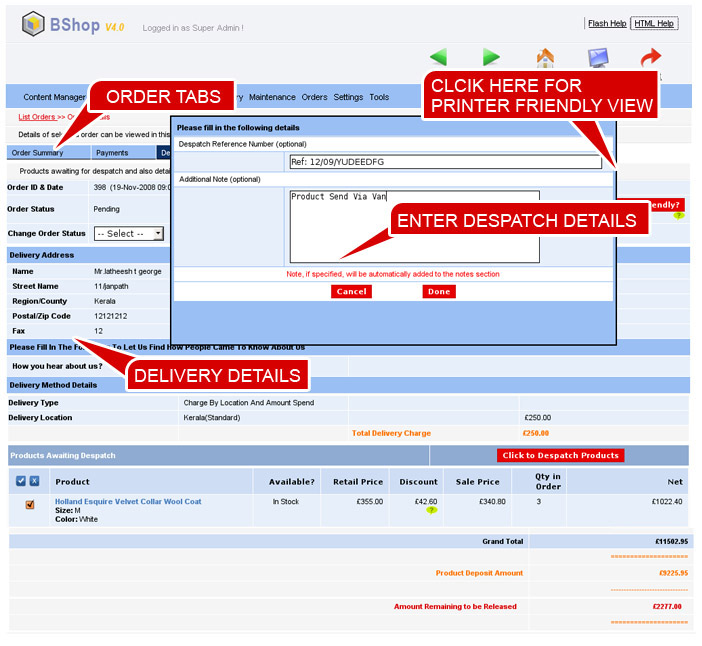 BShop V4.0
Logged in as Super Admin !
Flash Help
HTML Help
Content Manager
Maintenance Orders Settings Tools
ORDER TABS
CLCIK HERE FOR
PRINTER FRIENDLY VIEW
List Orders >>
Details of order can be viewed in this
Order Summary
Payments
Products awaiting for despatch and also
Order ID & Date
398 (19-Nov-2008 09:0
Order Status
Pending
Change Order Status
-- Select --
Please fill in the following details
Despatch Reference Number (optional)
Ref: 12/09/YUDEEDFG
Additional Note (optional)
Product Send Via Van
ENTER DESPATCH DETAILS
Note, if specified, will be automatically added to the notes section
Cancel
Done
endly?
?
Delivery Address
Name
Mr.latheesh t george
Street Name
11/janpath
Region/County
Kerala
Postal/Zip Code
12121212
Fax
12
Please Fill In The To Let Us Find How People Came To Know About Us
How you hear about us?
DELIVERY DETAILS
Delivery Method Details
Delivery Type
Charge By Location And Amount Spend
Delivery Location
Kerala(Standard)
£250.00
Total Delivery Charge
£250.00
Products Awaiting Despatch
Click to Despatch Products
Product
Available?
Retail Price
Discount
Sale Price
Qty in
Order
Net
Holland Esquire Velvet Collar Wool Coat
Size: M
Color: White
In Stock
£355.00
£42.60
?
£340.80
3
£1022.40
Grand Total
£11502.95
====================
Product Deposit Amount
£9225.95
----------------------------
Amount Remaining to be Released
£2277.00
====================